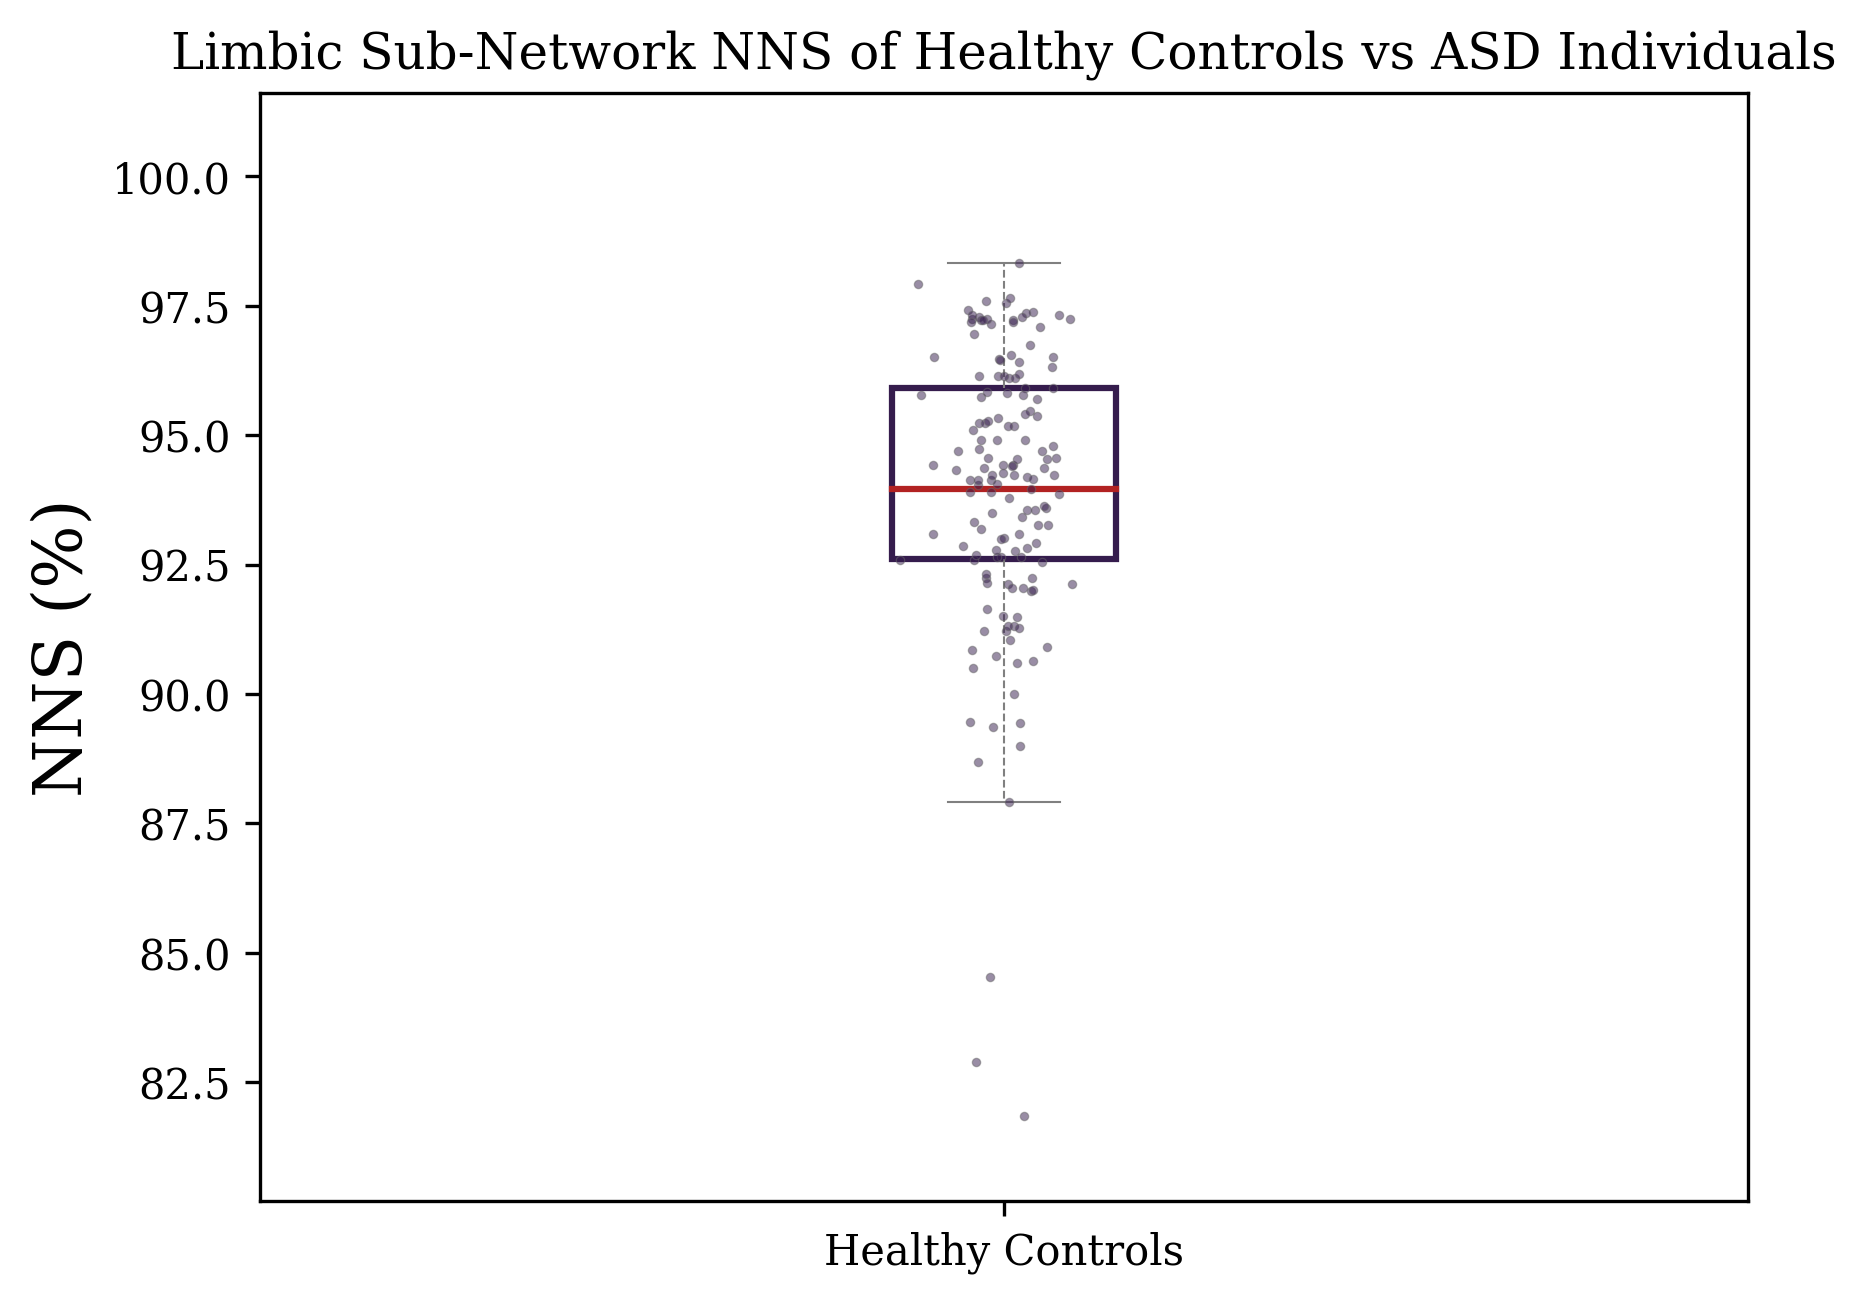 Limbic Sub-Network NNS of Healthy Controls vs ASD Individuals
NNS (%)
100.0
97.5
95.0
92.5
90.0
87.5
85.0
82.5
Healthy Controls